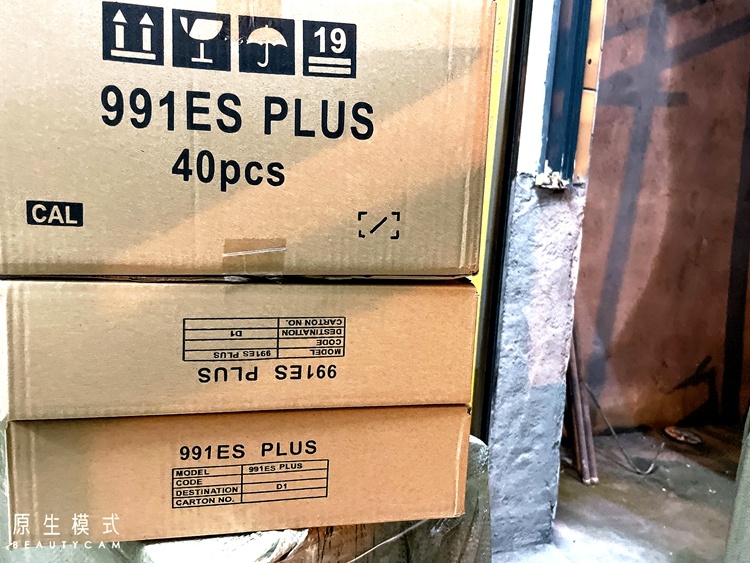 19
991ES PLUS
40pcs
CAL
CARTON NO.
DESTINATION D1
CODE
MODEL 991ES PLUS
991ES PLUS
991ES PLUS
MODEL 991ES PLUS
CODE
DESTINATION D1
CARTON NO.
原生模式
BEAUTYCAM